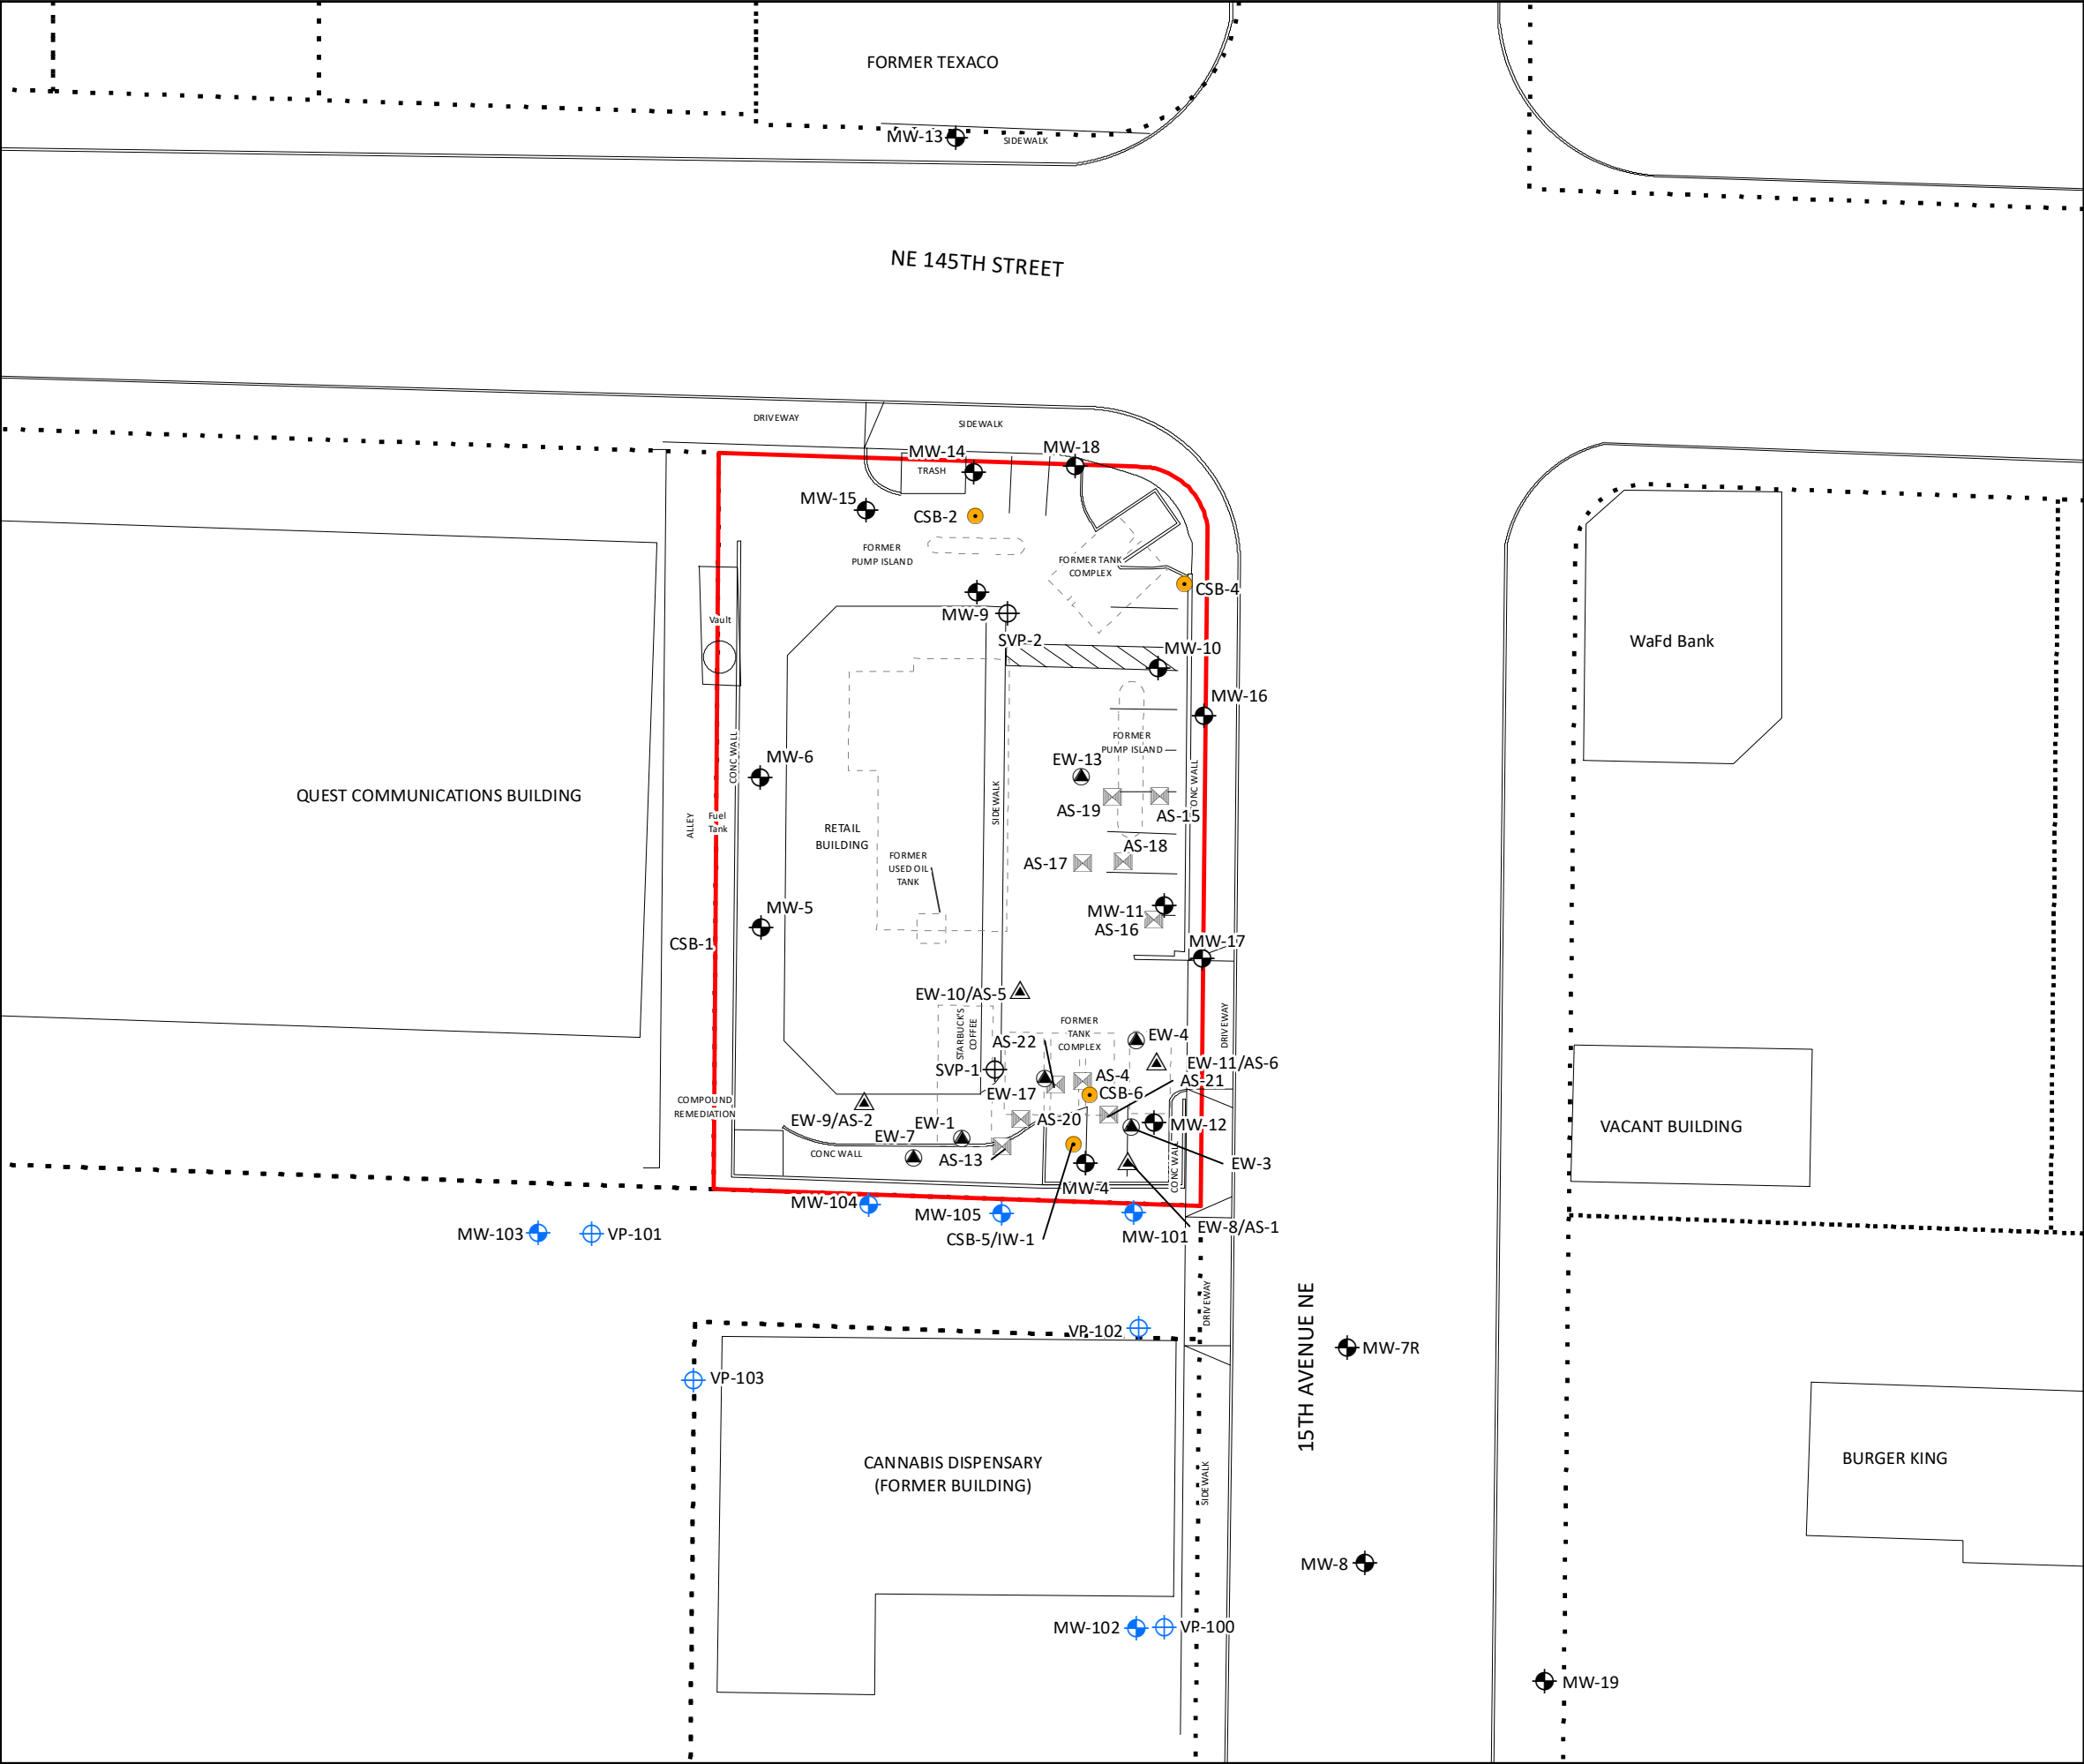 FORMER TEXACO
MW-13
SIDEWALK
NE 145TH STREET
DRIVEWAY
SIDEWALK
MW-14
MW-18
TRASH
MW-15
CSB-2
FORMER
PUMP ISLAND
FORMER TANK
COMPLEX
CSB-4
MW-9
SVP-2
Vault
WaFd Bank
MW-10
MW-16
FORMER
PUMP ISLAND
CONC WALL
MW-6
EW-13
CONC WALL
QUEST COMMUNICATIONS BUILDING
SIDEWALK
AS-19
AS-15
ALLEY
Fuel
Tank
RETAIL
BUILDING
AS-18
FORMER
USED OIL
TANK
AS-17
MW-5
MW-11
AS-16
CSB-1
MW-17
EW-10/AS-5
DRIVEWAY
STARBUCK'S
COFFEE
FORMER
TANK
COMPLEX
EW-4
AS-22
EW-11/AS-6
SVP-1
AS-4
AS-21
EW-17
CSB-6
COMPOUND
REMEDIATION
EW-9/AS-2
EW-1
AS-20
MW-12
VACANT BUILDING
EW-7
CONC WALL
AS-13
CONC WALL
EW-3
MW-4
MW-104
MW-105
MW-101
EW-8/AS-1
CSB-5/IW-1
MW-103
VP-101
DRIVEWAY
VP-102
15TH AVENUE NE
MW-7R
VP-103
CANNABIS DISPENSARY
(FORMER BUILDING)
SIDEWALK
BURGER KING
MW-8
MW-102
VP-100
MW-19